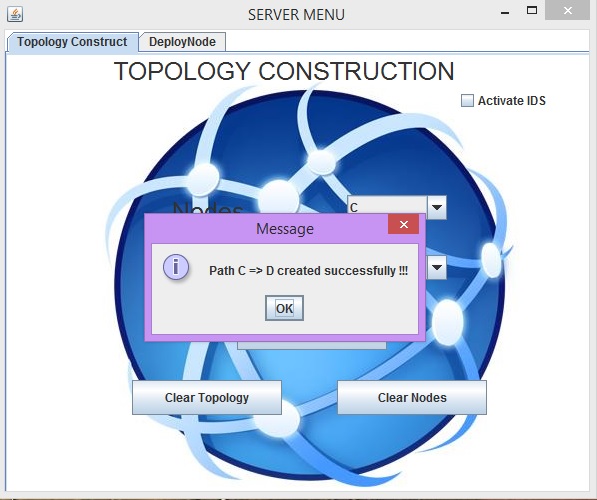 SERVER MENU
Topology Construct DeployNode
TOPOLOGY CONSTRUCTION
Activate IDS
Nodes C
Message
i
Path C => D created successfully !!!
OK
Clear Topology Clear Nodes